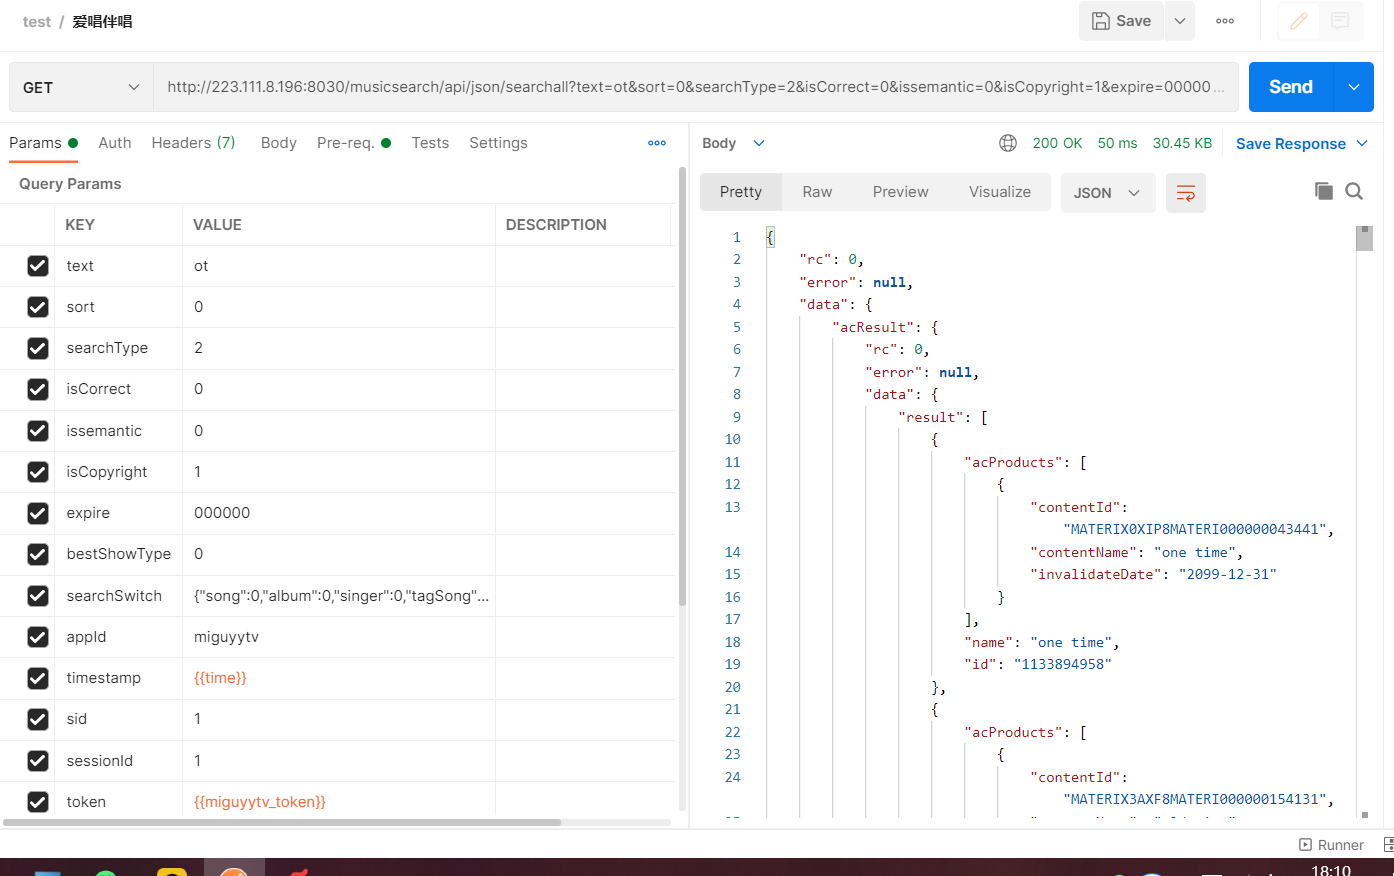 test / 爱唱伴唱
Save
GET
http://223.111.8.196:8030/musicsearch/api/json/searchall?text=ot&sort=0&searchType=2&isCorrect=0&issemantic=0&isCopyright=1&expire=00000 ...
Send
Params Auth Headers (7) Body Pre-req. Tests Settings
Query Params
KEY VALUE DESCRIPTION
text ot
sort 0
searchType 2
isCorrect 0
issemantic 0
isCopyright 1
expire 000000
bestShowType 0
searchSwitch {"song":0,"album":0,"singer":0,"tagSong"...
appId miguyytv
timestamp {{time}}
sid 1
sessionId 1
token {{miguyytv_token}}
Body 200 OK 50 ms 30.45 KB Save Response
Pretty Raw Preview Visualize JSON
1 {
2 "rc": 0,
3 "error": null,
4 "data": {
5 "acResult": {
6 "rc": 0,
7 "error": null,
8 "data": {
9 "result": [
10 {
11 "acProducts": [
12 {
13 "contentId":
"MATERIX0XIP8MATERI000000043441",
14 "contentName": "one time",
15 "invalidateDate": "2099-12-31"
16 }
17 ],
18 "name": "one time",
19 "id": "1133894958"
20 },
21 {
22 "acProducts": [
23 {
24 "contentId":
"MATERIX3AXF8MATERI000000154131",
Runner
18:10